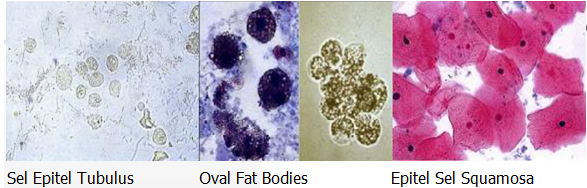 Sel Epitel Tubulus
Oval Fat Bodies
Epitel Sel Squamosa